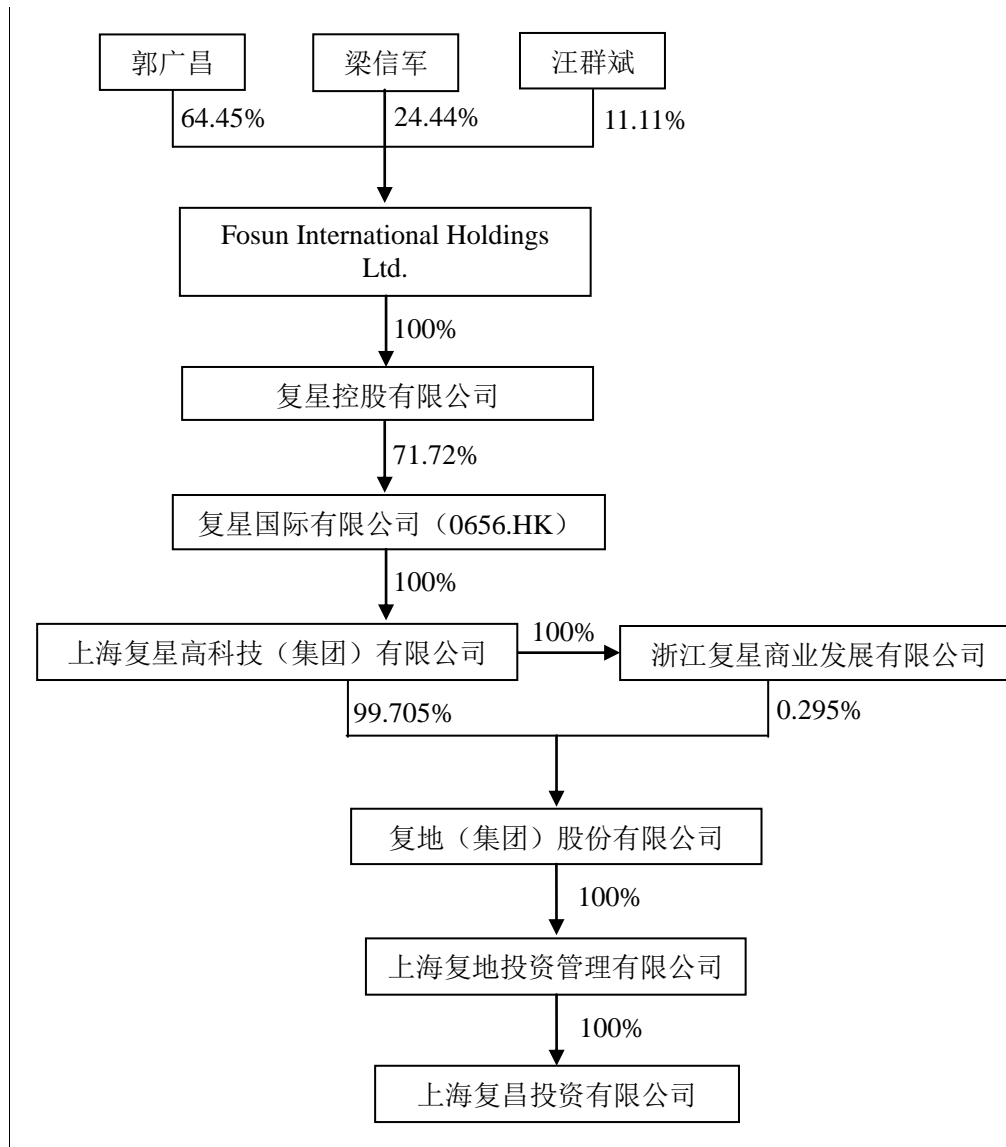 郭广昌
梁信军
汪群斌
64.45%
24.44%
11.11%
Fosun International Holdings
Ltd.
100%
复星控股有限公司
71.72%
复星国际有限公司（0656.HK）
100%
上海复星高科技（集团）有限公司
100%
浙江复星商业发展有限公司
99.705%
0.295%
复地（集团）股份有限公司
100%
上海复地投资管理有限公司
100%
上海复昌投资有限公司